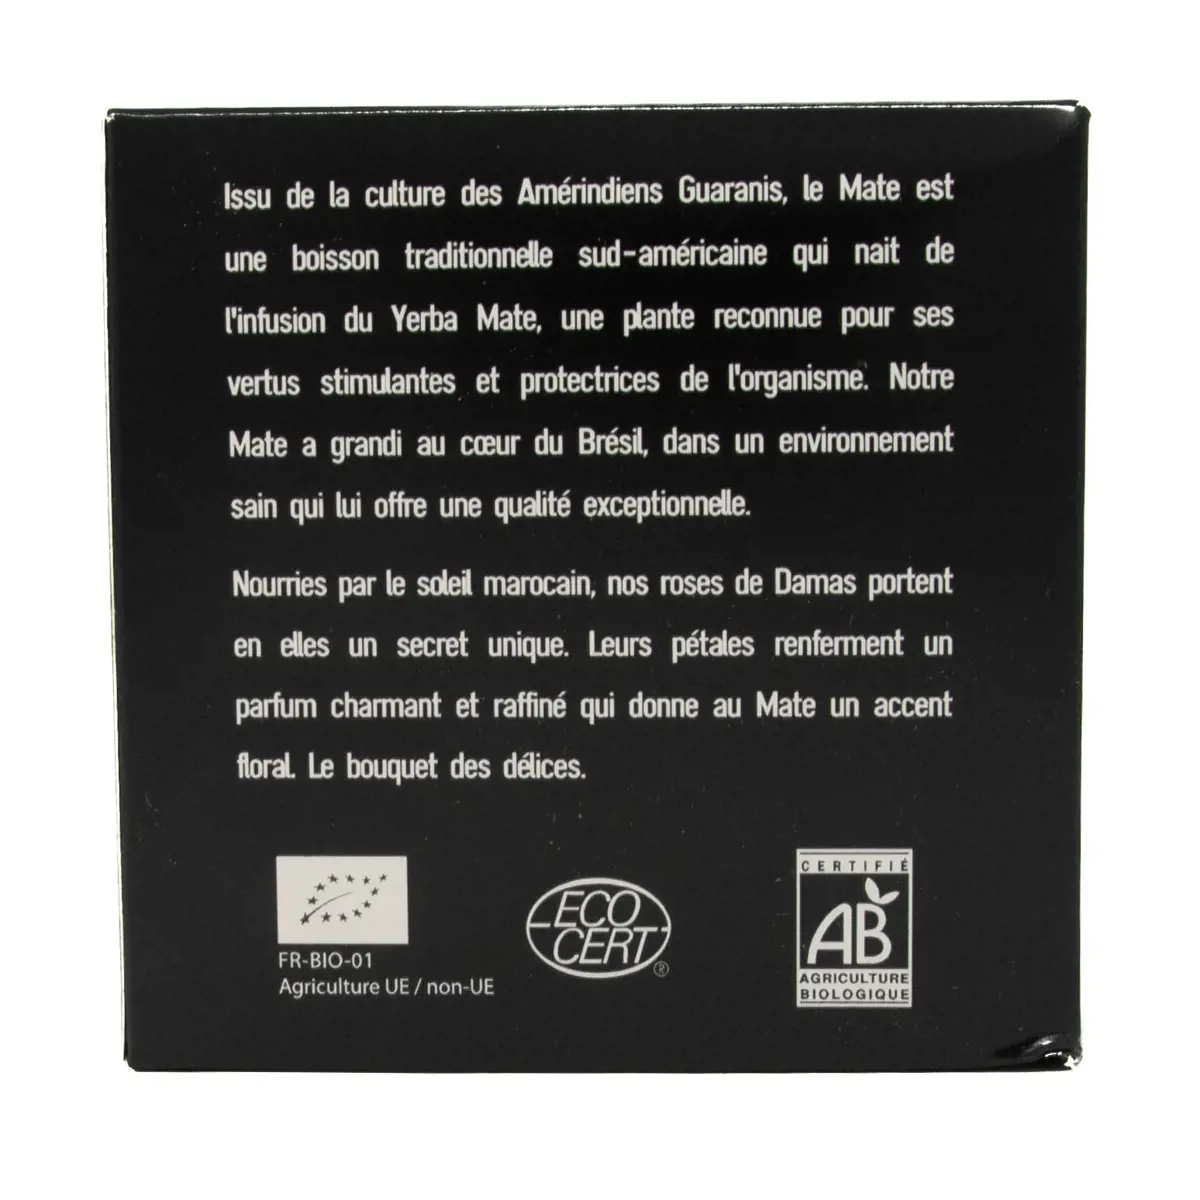 Issu de la culture des Amérindiens Guaranis, le Mate est
une boisson traditionnelle sud-américaine qui nait de
l'infusion du Yerba Mate, une plante reconnue pour ses
vertus stimulantes et protectrices de l'organisme. Notre
Mate a grandi au cœur du Brésil, dans un environnement
sain qui lui offre une qualité exceptionnelle.
Nourries par le soleil marocain, nos roses de Damas portent
en elles un secret unique. Leurs pétales renferment un
parfum charmant et raffiné qui donne au Mate un accent
floral. Le bouquet des délices.
FR-BIO-01
Agriculture UE / non-UE
ECO
CERT
®
CERTIFIÉ
AB
AGRICULTURE
BIOLOGIQUE